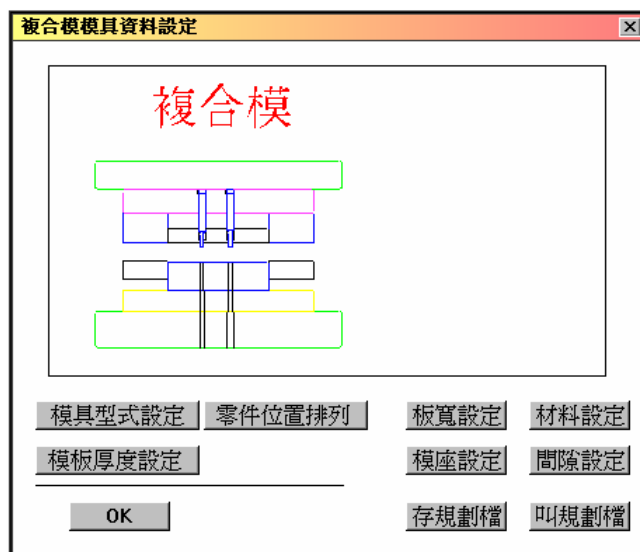 複合模模具資料設定
複合模
模具型式設定 零件位置排列 板寬設定 材料設定
模板厚度設定 模座設定 間隙設定
OK 存規劃檔 叫規劃檔